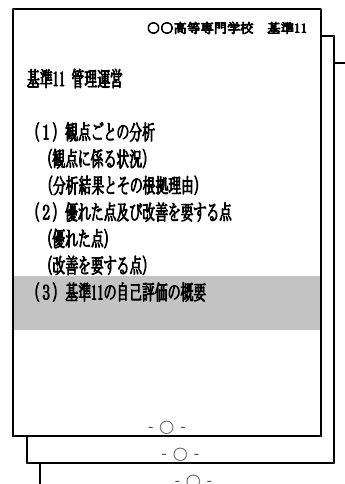 〇〇高等専門学校　基準11
基準11 管理運営
（１）観点ごとの分析
（観点に係る状況）
（分析結果とその根拠理由）
（２）優れた点及び改善を要する点
（優れた点）
（改善を要する点）
（３）基準11の自己評価の概要
- 〇 -
- 〇 -
- 〇 -